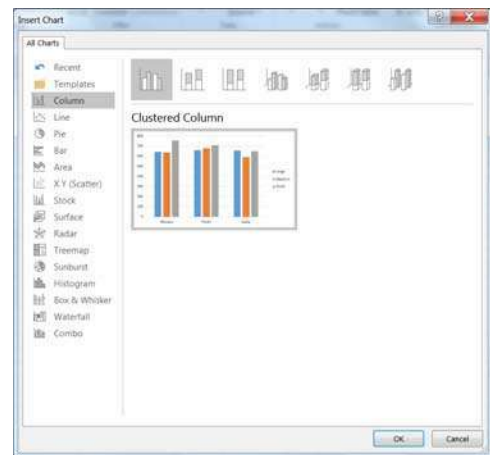 Insert Chart
All Charts
Recent
Templates
Column
Line
Pie
Bar
Area
X Y (Scatter)
Stock
Surface
Radar
Treemap
Sunburst
Histogram
Box & Whisker
Waterfall
Combo
Clustered Column
OK
Cancel